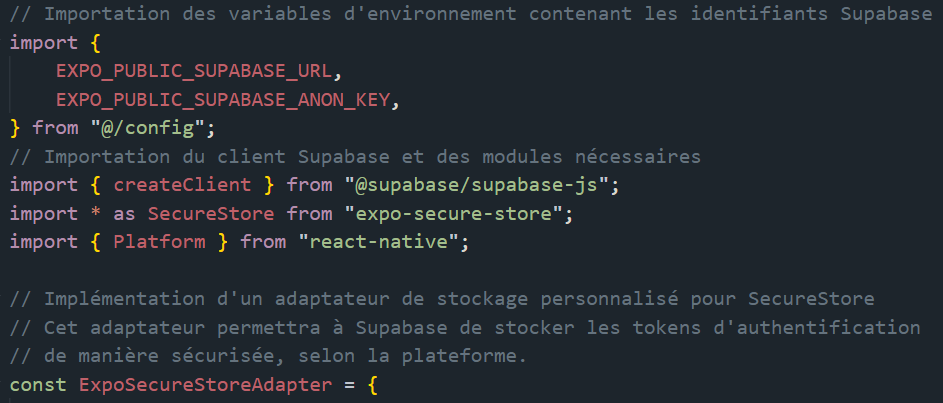 // Importation des variables d'environnement contenant les identifiants Supabase
import {
    EXPO_PUBLIC_SUPABASE_URL,
    EXPO_PUBLIC_SUPABASE_ANON_KEY,
} from "@/config";
// Importation du client Supabase et des modules nécessaires
import { createClient } from "@supabase/supabase-js";
import * as SecureStore from "expo-secure-store";
import { Platform } from "react-native";

// Implémentation d'un adaptateur de stockage personnalisé pour SecureStore
// Cet adaptateur permettra à Supabase de stocker les tokens d'authentification
// de manière sécurisée, selon la plateforme.
const ExpoSecureStoreAdapter = {